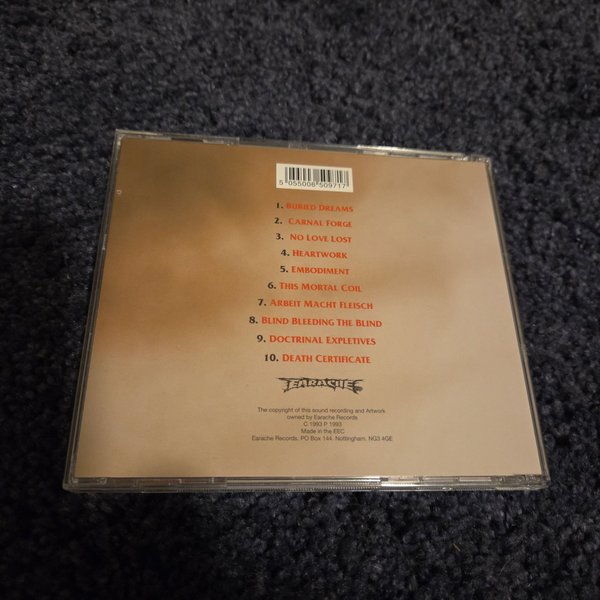 5 055006 509717
1. Buried Dreams
2. Carnal Forge
3. No Love Lost
4. Heartwork
5. Embodiment
6. This Mortal Coil
7. Arbeit Macht Fleisch
8. Blind Bleeding The Blind
9. Doctrinal Expletives
10. Death Certificate
EARACHE
The copyright of this sound recording and Artwork
owned by Earache Records
C 1993 P 1993
Made in the EEC
Earache Records, PO Box 144, Nottingham, NG3 4GE